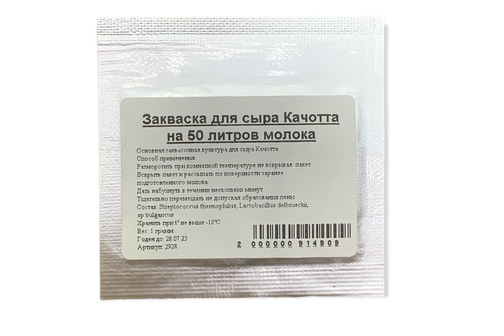 Закваска для сыра Качотта
на 50 литров молока
Основная заквасочная культура для сыра Качотта
Способ применения:
Разморозить при комнатной температуре не вскрывая пакет
Вскрыть пакет и рассыпать по поверхности заранее
подготовленного молока
Дать набухнуть в течении нескольких минут
Тщательно перемешать не допуская образования пены
Состав: Streptococcus thermophilus, Lactobacillus delbrueckii,
sp.bulgaricus
Хранить при t° не выше -18°C
Вес: 1 грамм
Годен до: 28.07.23
Артикул: 2928
2 000000 914909